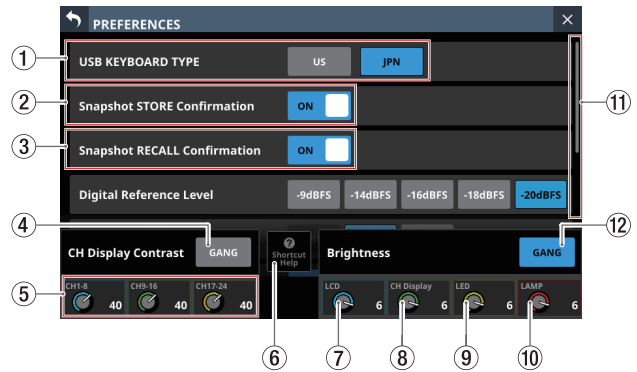 PREFERENCES
① USB KEYBOARD TYPE US JPN
② Snapshot STORE Confirmation ON ⑪
③ Snapshot RECALL Confirmation ON
Digital Reference Level -9dBFS -14dBFS -16dBFS -18dBFS -20dBFS
④ ⑫
CH Display Contrast GANG ? Shortcut Help Brightness GANG
⑤ CH1-8 40 CH9-16 40 CH17-24 40 LCD 6 CH Display 6 LED 6 LAMP 6
⑥ ⑦ ⑧ ⑨ ⑩